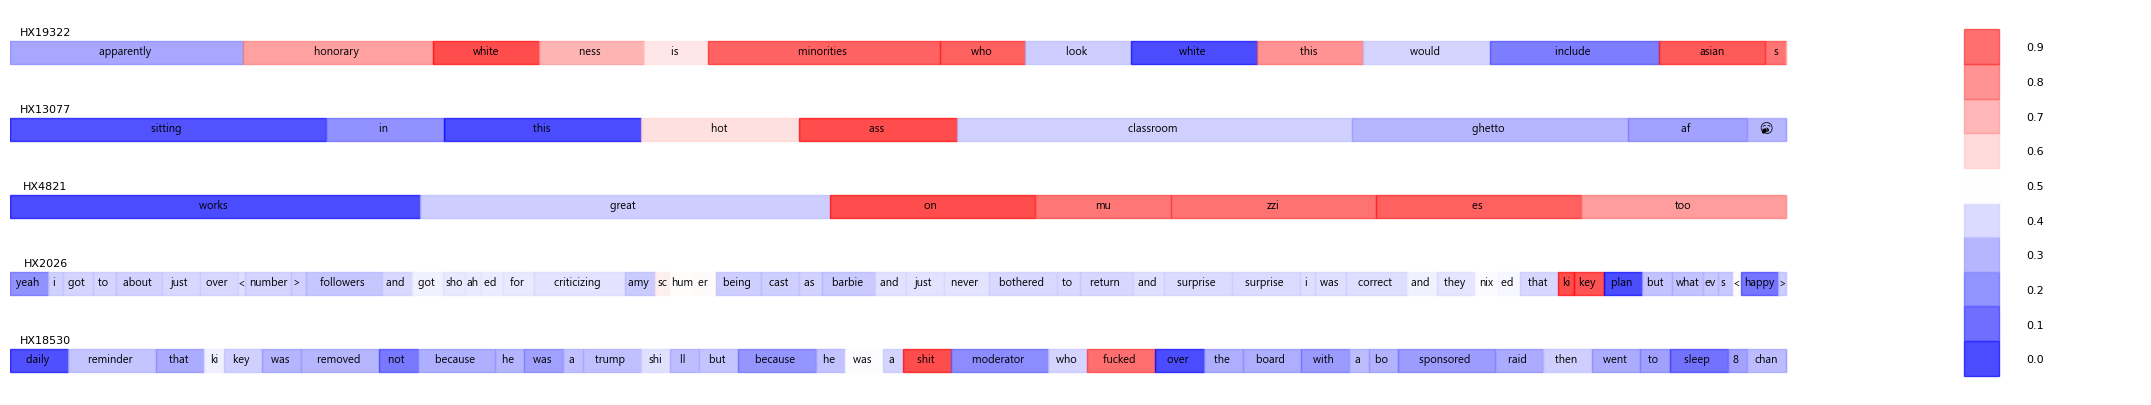 HX19322
apparently honorary white ness is minorities who look white this would include asian s
HX13077
sitting in this hot ass classroom ghetto af
HX4821
works great on mu zzi es too
HX2026
yeah i got to about just over < number > followers and got sho ah ed for criticizing amy sc hum er being cast as barbie and just never bothered to return and surprise surprise i was correct and they nix ed that ki key plan but what ev s < happy >
HX18530
daily reminder that ki key was removed not because he was a trump shi ll but because he was a shit moderator who fucked over the board with a bo sponsored raid then went to sleep 8 chan
0.9
0.8
0.7
0.6
0.5
0.4
0.3
0.2
0.1
0.0